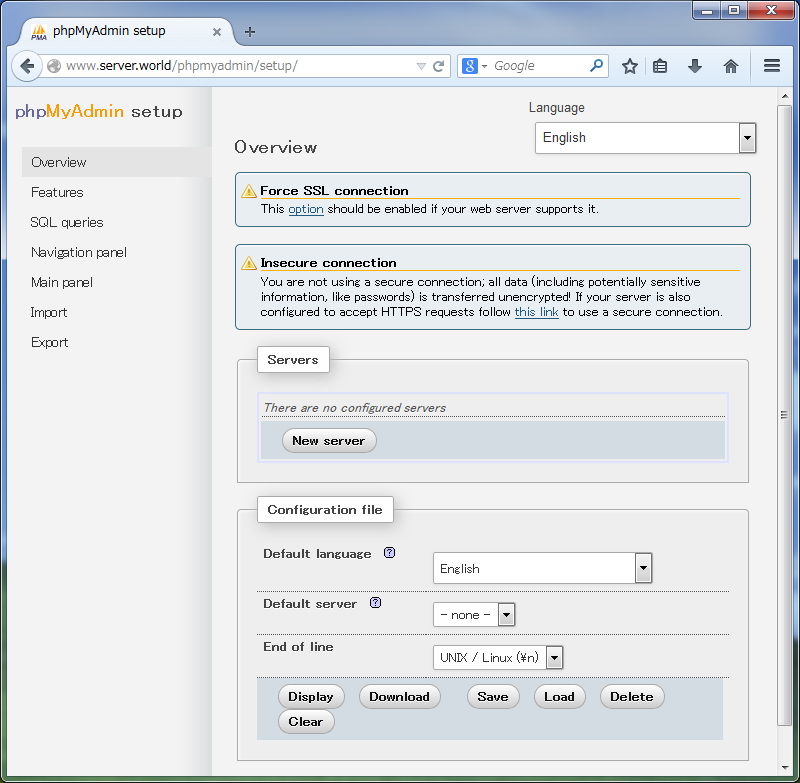 phpMyAdmin setup
www.server.world/phpmyadmin/setup/
Google
phpMyAdmin setup
Overview
Features
SQL queries
Navigation panel
Main panel
Import
Export
Language
English
Overview
Force SSL connection
This option should be enabled if your web server supports it.
Insecure connection
You are not using a secure connection; all data (including potentially sensitive
information, like passwords) is transferred unencrypted! If your server is also
configured to accept HTTPS requests follow this link to use a secure connection.
Servers
There are no configured servers
New server
Configuration file
Default language
English
Default server
- none -
End of line
UNIX / Linux (¥n)
Display Download Save Load Delete
Clear